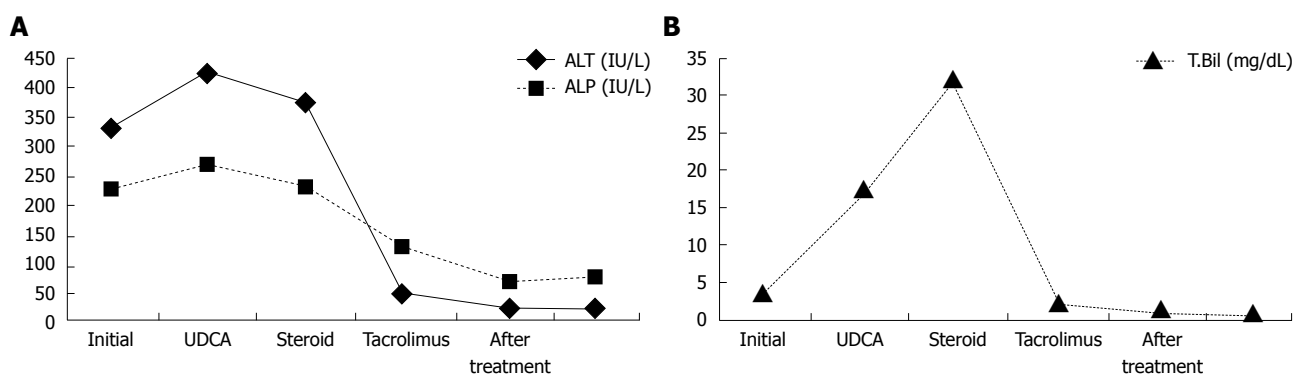 A
450
400
350
300
250
200
150
100
50
0
ALT (IU/L)
ALP (IU/L)
Initial UDCA Steroid Tacrolimus After
treatment
B
35
30
25
20
15
10
5
0
T.Bil (mg/dL)
Initial UDCA Steroid Tacrolimus After
treatment